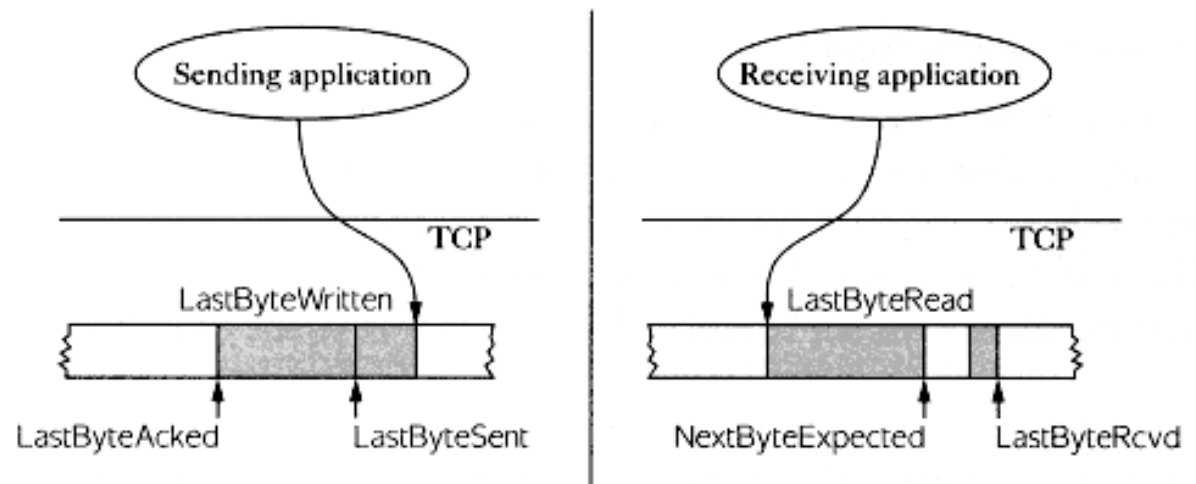 Sending application
TCP
LastByteWritten
LastByteAcked
LastByteSent
Receiving application
TCP
LastByteRead
NextByteExpected
LastByteRcvd